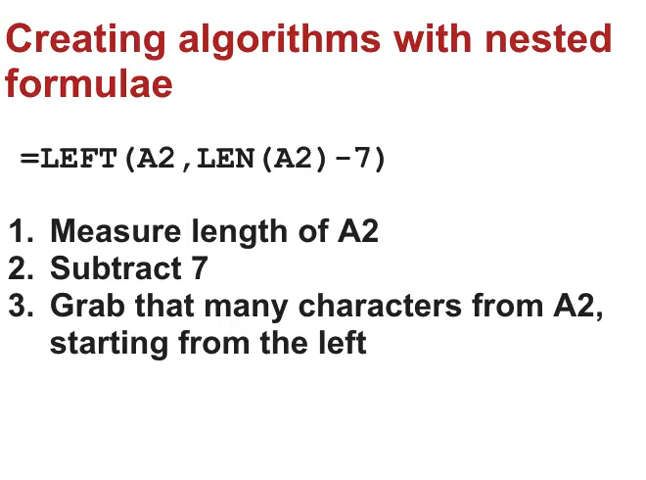 Creating algorithms with nested
formulae
=LEFT(A2,LEN(A2)-7)
1. Measure length of A2
2. Subtract 7
3. Grab that many characters from A2,
starting from the left